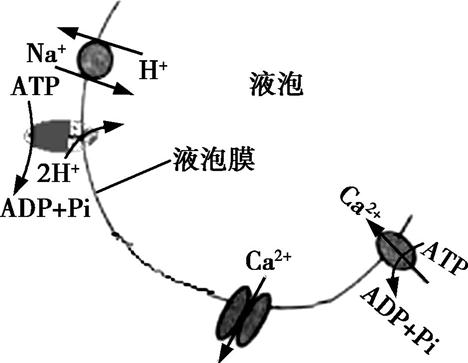 Na⁺
H⁺
ATP
液泡
2H⁺
液泡膜
ADP+Pi
Ca²⁺
Ca²⁺
ATP
ADP+Pi